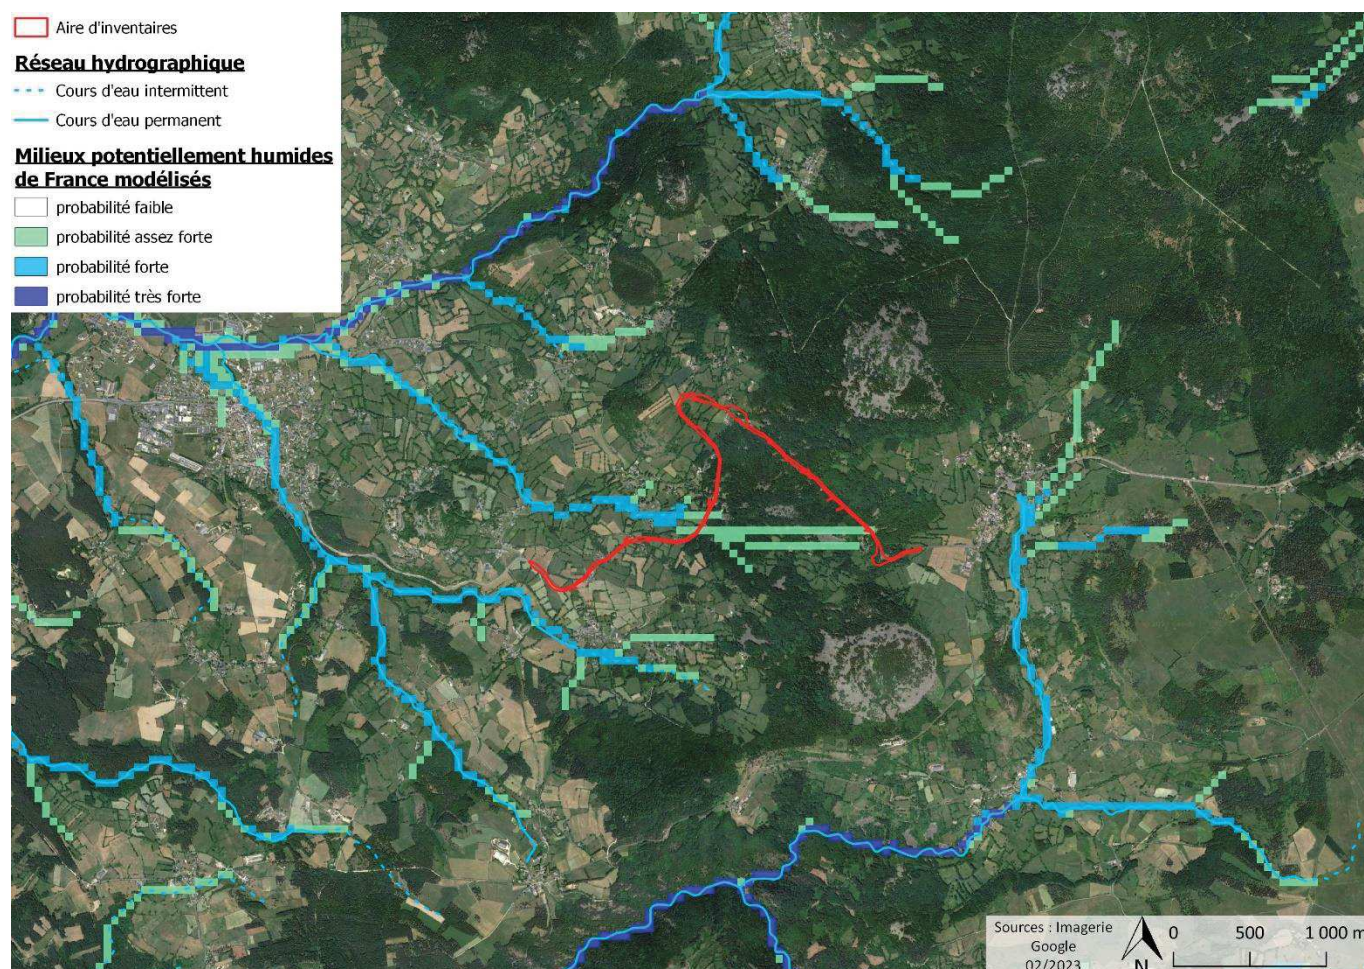 Aire d'inventaires
Réseau hydrographique
Cours d'eau intermittent
Cours d'eau permanent
Milieux potentiellement humides
de France modélisés
probabilité faible
probabilité assez forte
probabilité forte
probabilité très forte
Sources : Imagerie
Google
02/2023
N
0 500 1 000 m